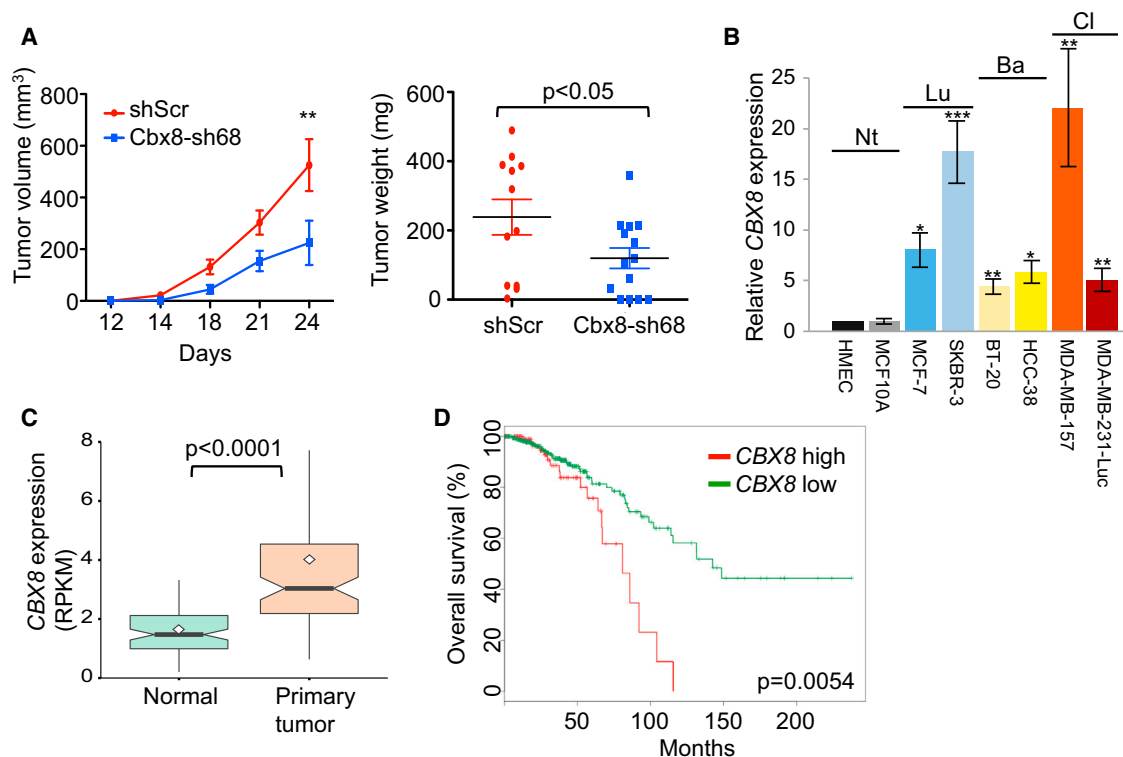 A
Tumor volume (mm³)
800
600
400
200
0
shScr
Cbx8-sh68
**
12 14 18 21 24
Days
Tumor weight (mg)
600
400
200
0
p<0.05
shScr Cbx8-sh68
B
Relative CBX8 expression
25
20
15
10
5
0
Nt
Lu
Ba
Cl
*
***
**
*
**
**
HMEC
MCF10A
MCF-7
SKBR-3
BT-20
HCC-38
MDA-MB-157
MDA-MB-231-Luc
C
CBX8 expression
(RPKM)
8
6
4
2
0
p<0.0001
Normal
Primary
tumor
D
Overall survival (%)
100
80
60
40
20
0
CBX8 high
CBX8 low
p=0.0054
50 100 150 200
Months